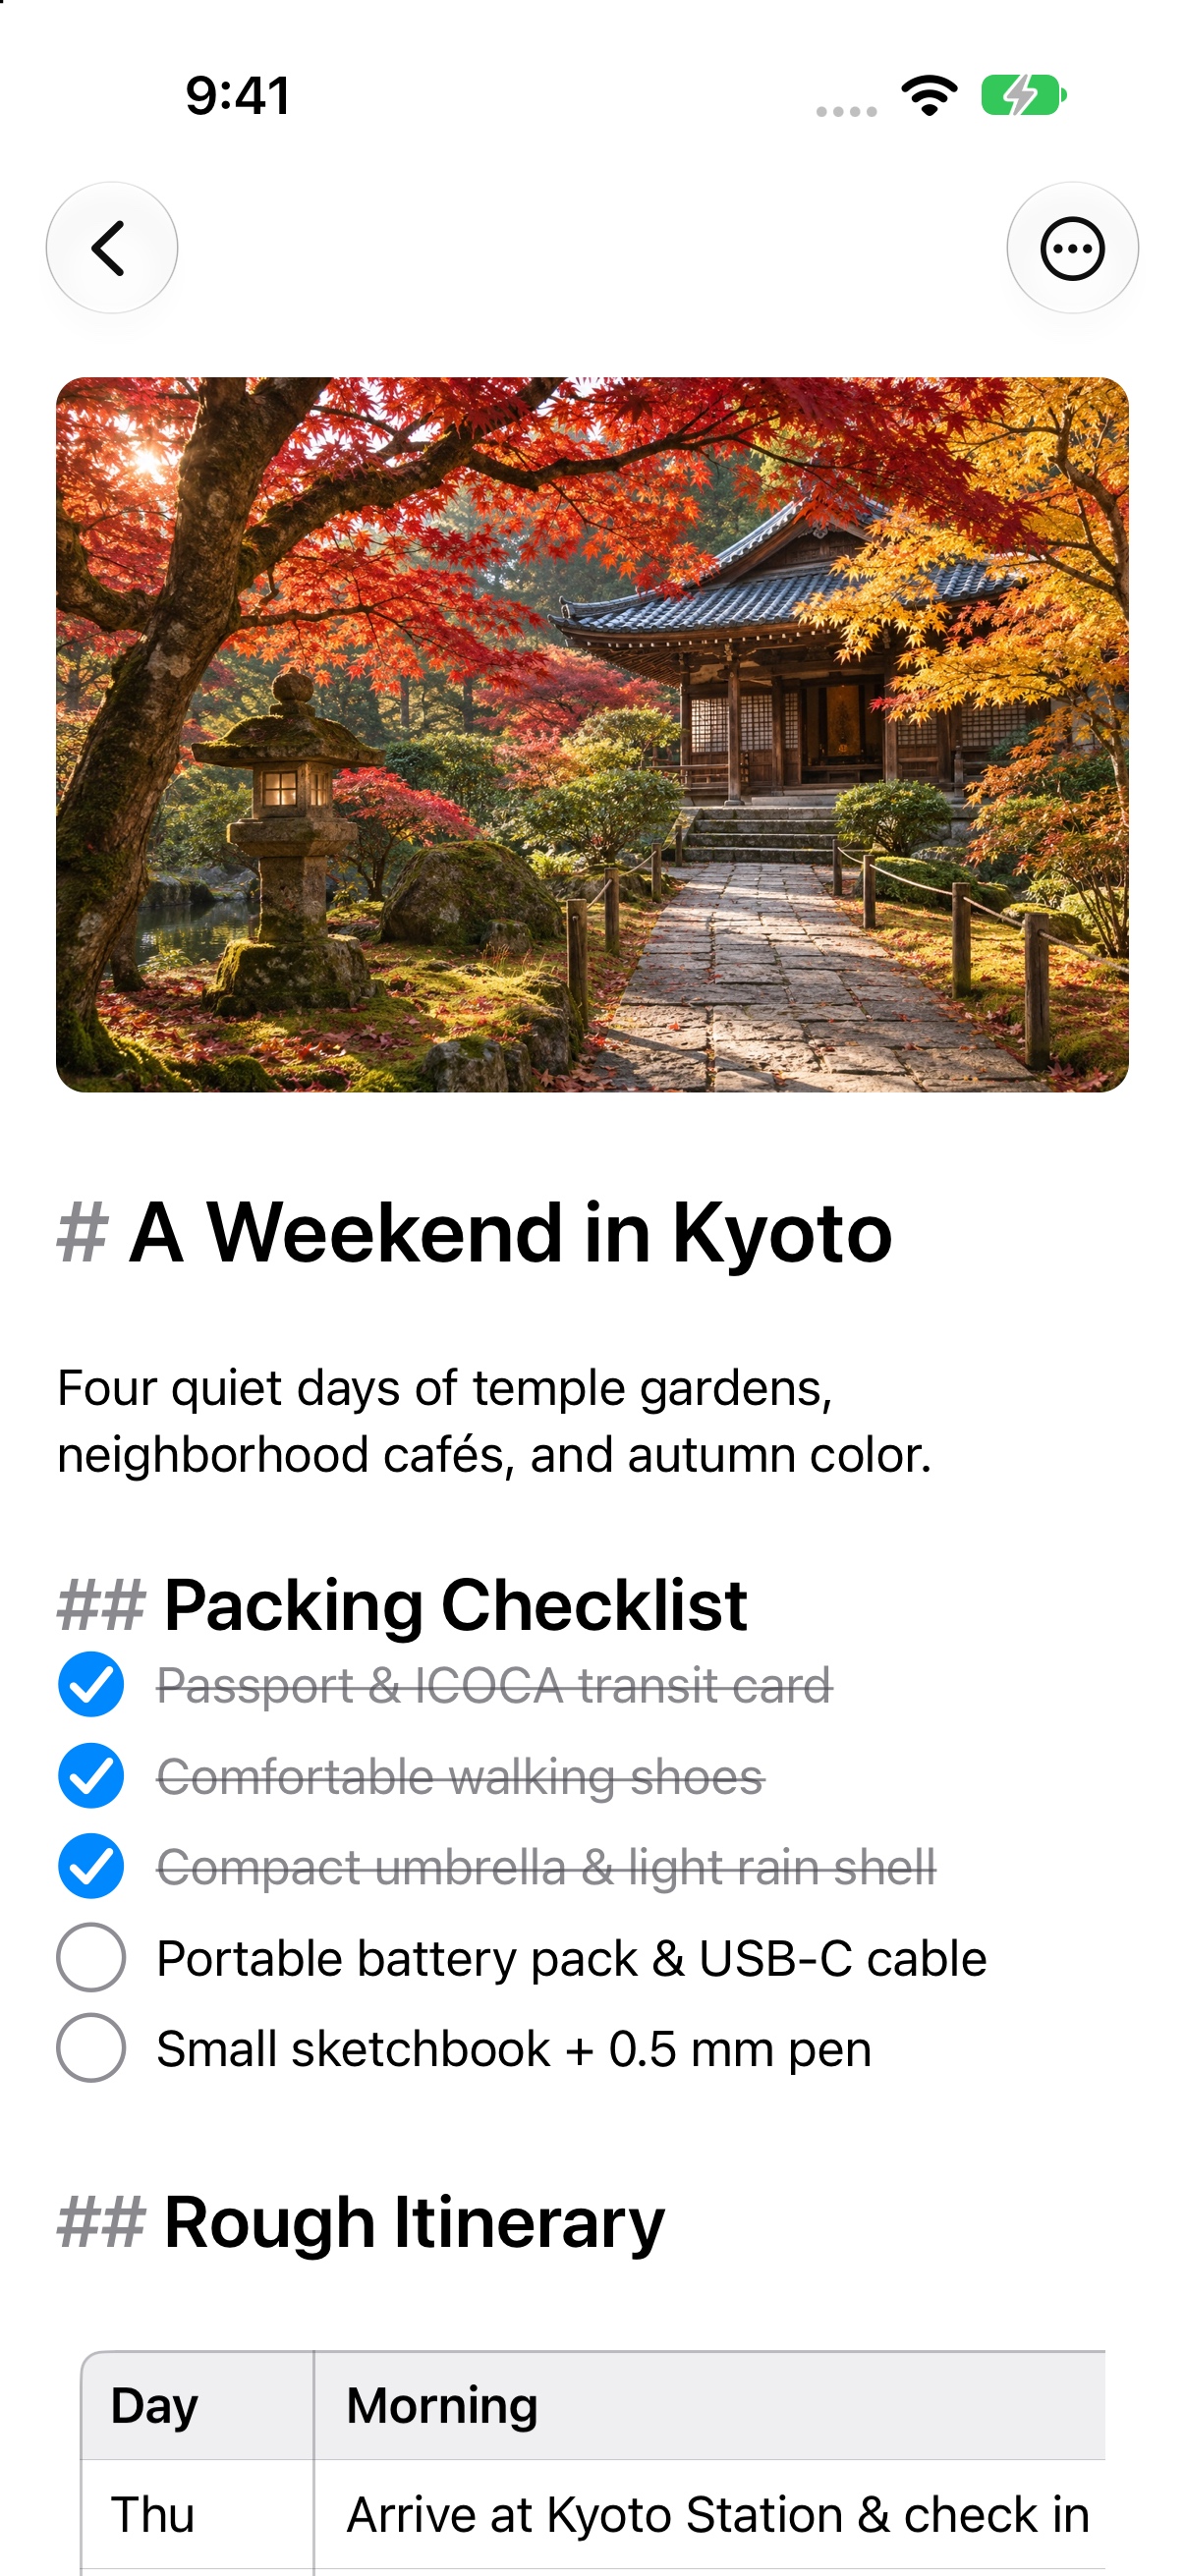 9:41
# A Weekend in Kyoto
Four quiet days of temple gardens,
neighborhood cafés, and autumn color.
## Packing Checklist
Passport & ICOCA transit card
Comfortable walking shoes
Compact umbrella & light rain shell
Portable battery pack & USB-C cable
Small sketchbook + 0.5 mm pen
## Rough Itinerary
Day Morning
Thu Arrive at Kyoto Station & check in